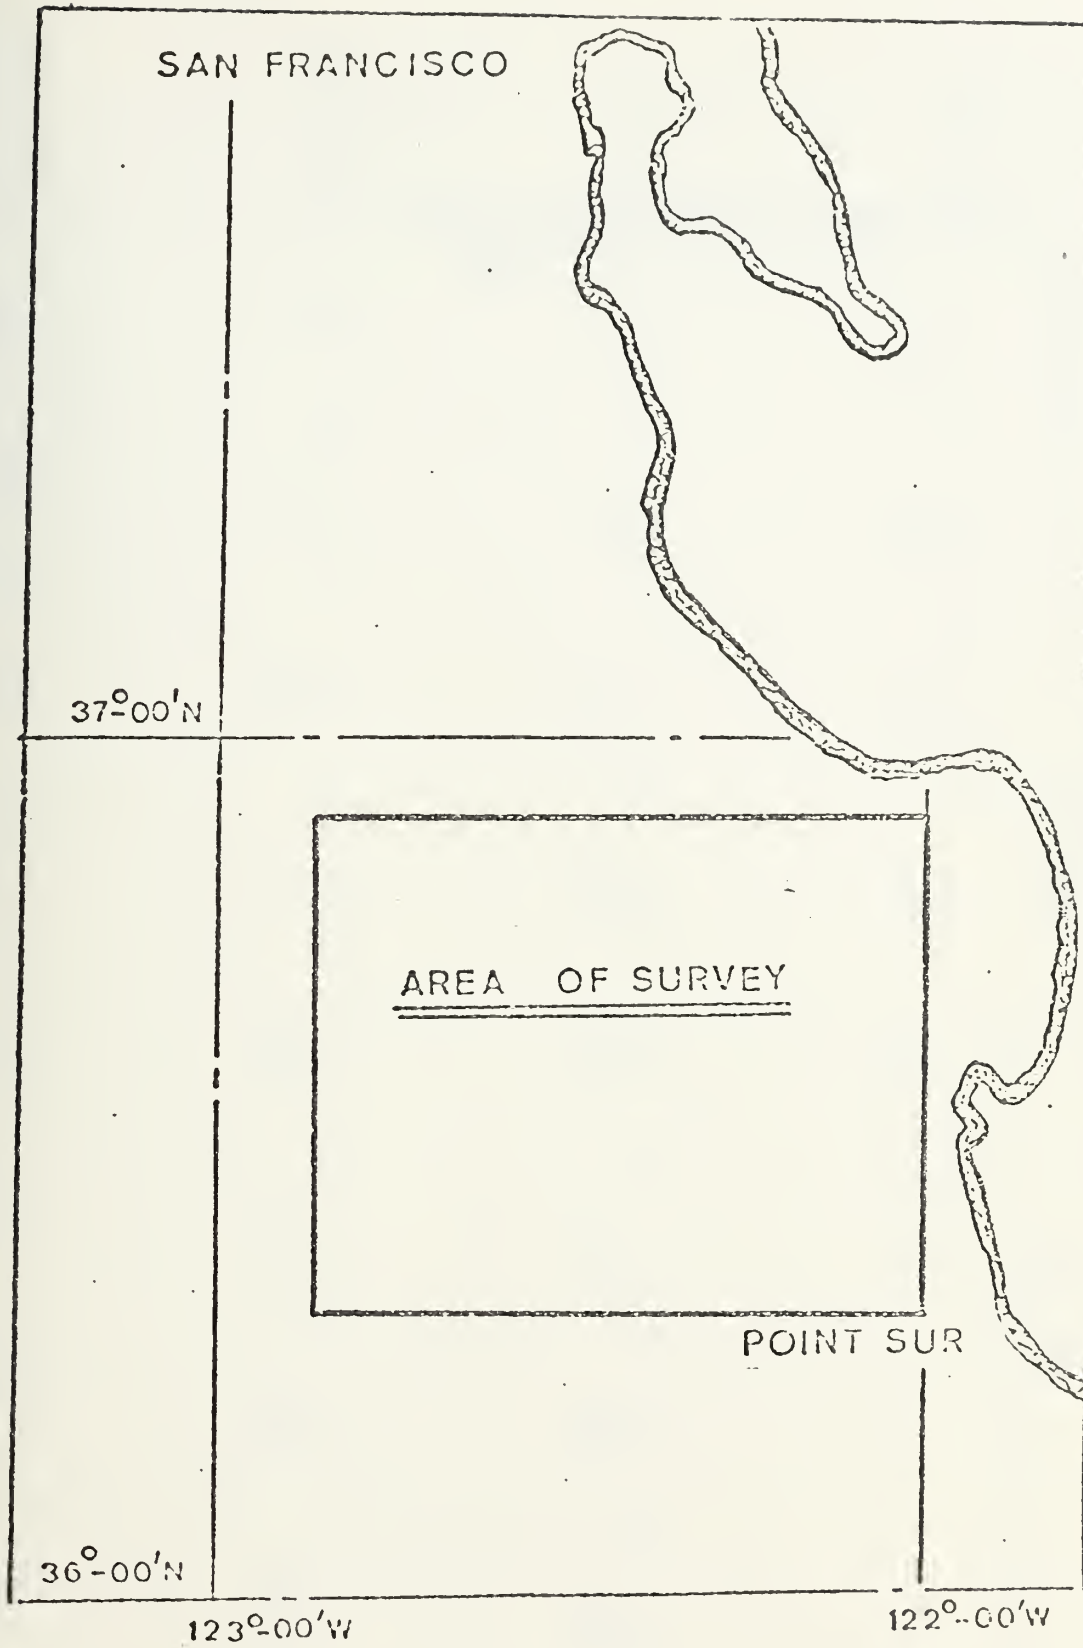 SAN FRANCISCO
37°-00'N
AREA OF SURVEY
POINT SUR
36°-00'N
123°-00'W
122°-00'W